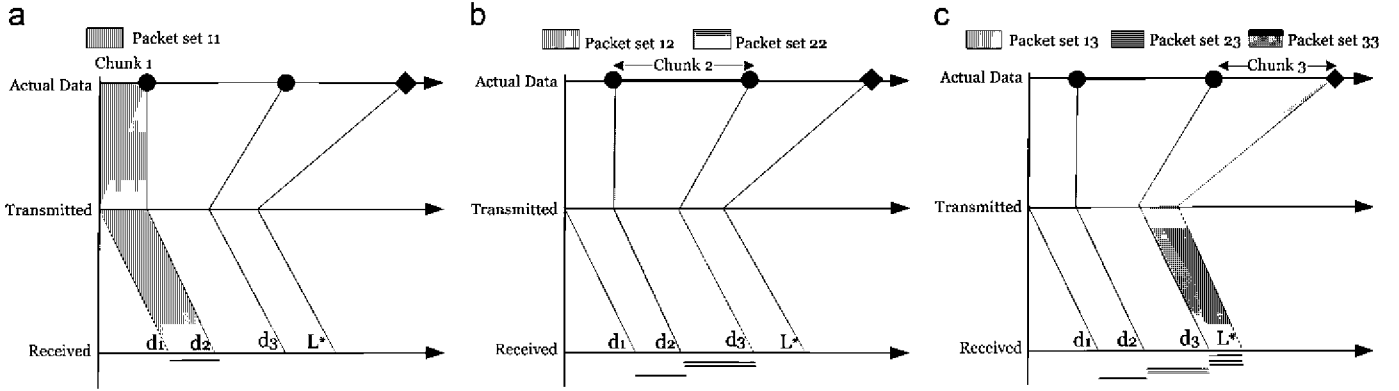 a
Packet set 11
Chunk 1
Actual Data
Transmitted
d1 d2 d3 L*
Received
b
Packet set 12 Packet set 22
Chunk 2
Actual Data
Transmitted
d1 d2 d3 L*
Received
c
Packet set 13 Packet set 23 Packet set 33
Chunk 3
Actual Data
Transmitted
d1 d2 d3 L*
Received